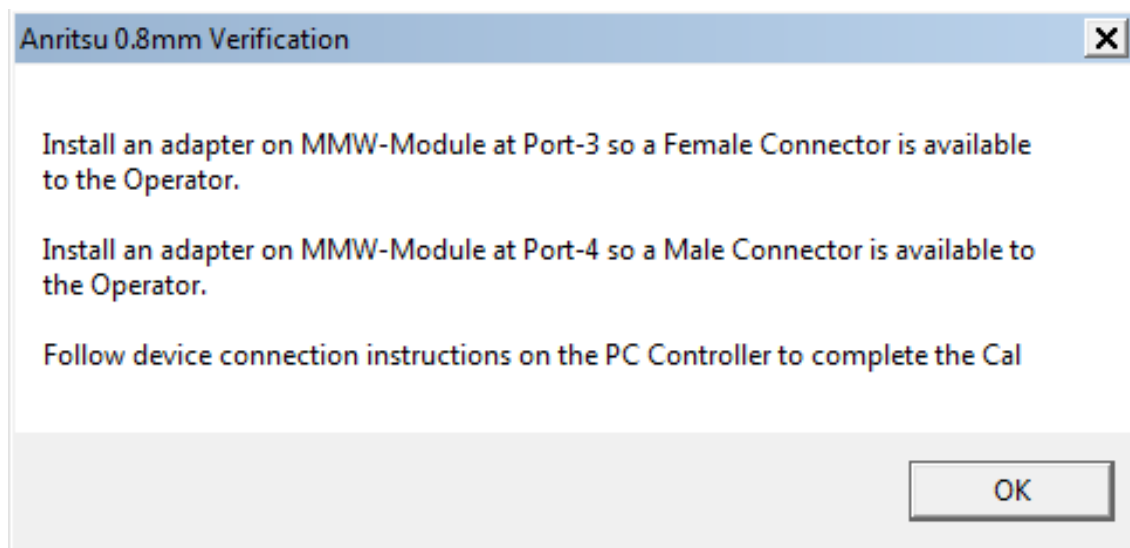 Anritsu 0.8mm Verification
Install an adapter on MMW-Module at Port-3 so a Female Connector is available
to the Operator.
Install an adapter on MMW-Module at Port-4 so a Male Connector is available to
the Operator.
Follow device connection instructions on the PC Controller to complete the Cal
OK